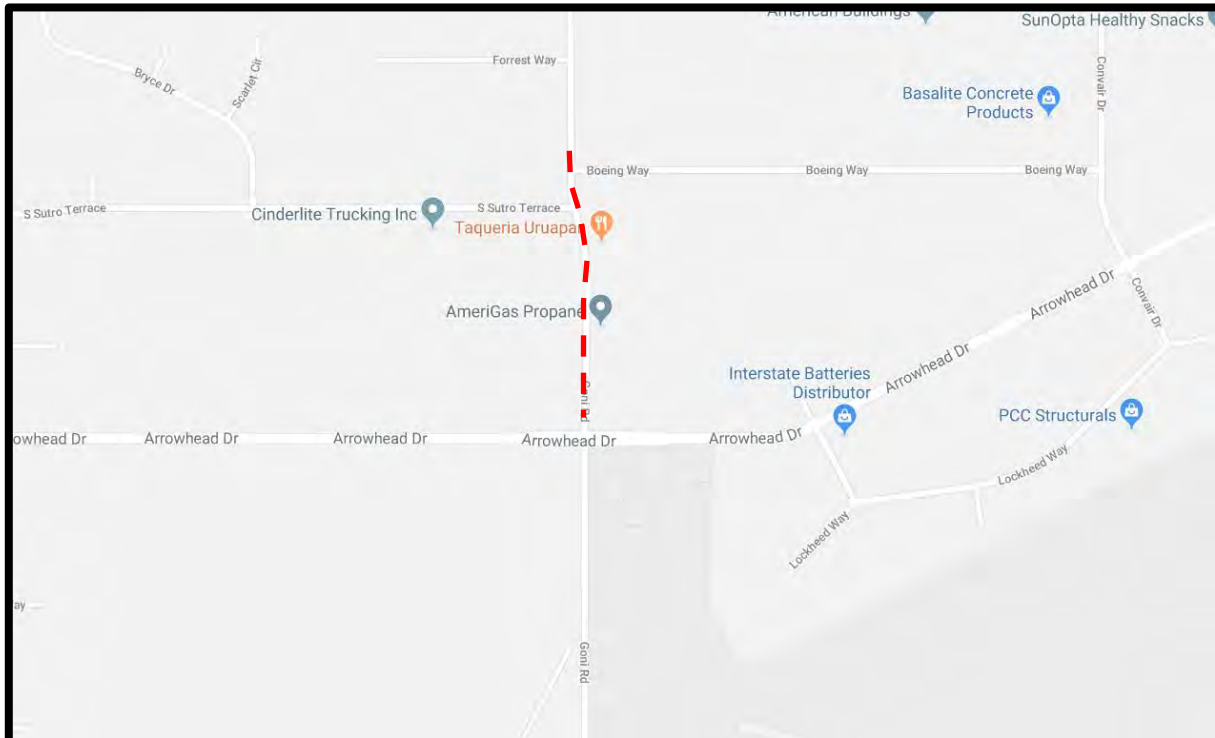 American Buildings
SunOpta Healthy Snacks
Forrest Way
Bryce Dr
Scarlet Cir
Convair Dr
Basalite Concrete
Products
Boeing Way
Boeing Way
Boeing Way
S Sutro Terrace
Cinderlite Trucking Inc
S Sutro Terrace
Taqueria Uruapan
AmeriGas Propane
Arrowhead Dr
Convair Dr
Arrowhead Dr
Interstate Batteries
Distributor
Goni Rd
PCC Structurals
owhead Dr
Arrowhead Dr
Arrowhead Dr
Arrowhead Dr
Arrowhead Dr
Lockheed Way
Lockheed Way
ay
Goni Rd